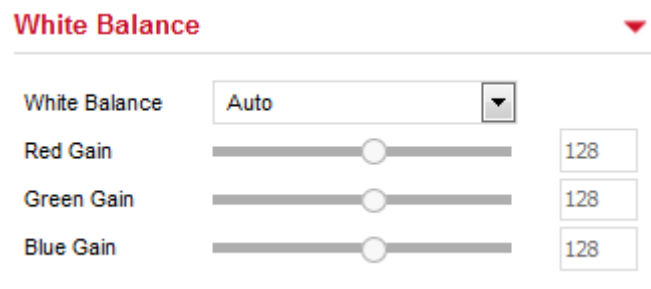 White Balance
White Balance Auto
Red Gain 128
Green Gain 128
Blue Gain 128